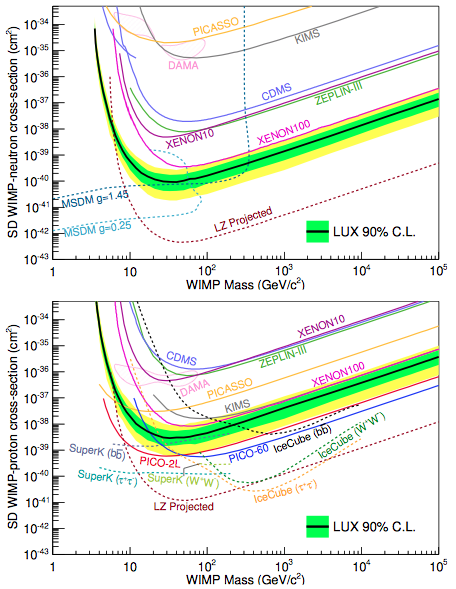 SD WIMP-neutron cross-section (cm²)
10⁻³⁴
10⁻³⁵
10⁻³⁶
10⁻³⁷
10⁻³⁸
10⁻³⁹
10⁻⁴⁰
10⁻⁴¹
10⁻⁴²
10⁻⁴³
PICASSO
KIMS
DAMA
CDMS
ZEPLIN-III
XENON10
XENON100
MSDM g=1.45
MSDM g=0.25
LZ Projected
LUX 90% C.L.
1 10 10² 10³ 10⁴ 10⁵
WIMP Mass (GeV/c²)
SD WIMP-proton cross-section (cm²)
10⁻³⁴
10⁻³⁵
10⁻³⁶
10⁻³⁷
10⁻³⁸
10⁻³⁹
10⁻⁴⁰
10⁻⁴¹
10⁻⁴²
10⁻⁴³
XENON10
CDMS
ZEPLIN-III
DAMA
PICASSO
XENON100
KIMS
SuperK (bb̄)
PICO-2L
PICO-60
IceCube (bb̄)
IceCube (W⁺W⁻)
SuperK (τ⁺τ⁻)
SuperK (W⁺W⁻)
IceCube (τ⁺τ⁻)
LZ Projected
LUX 90% C.L.
1 10 10² 10³ 10⁴ 10⁵
WIMP Mass (GeV/c²)